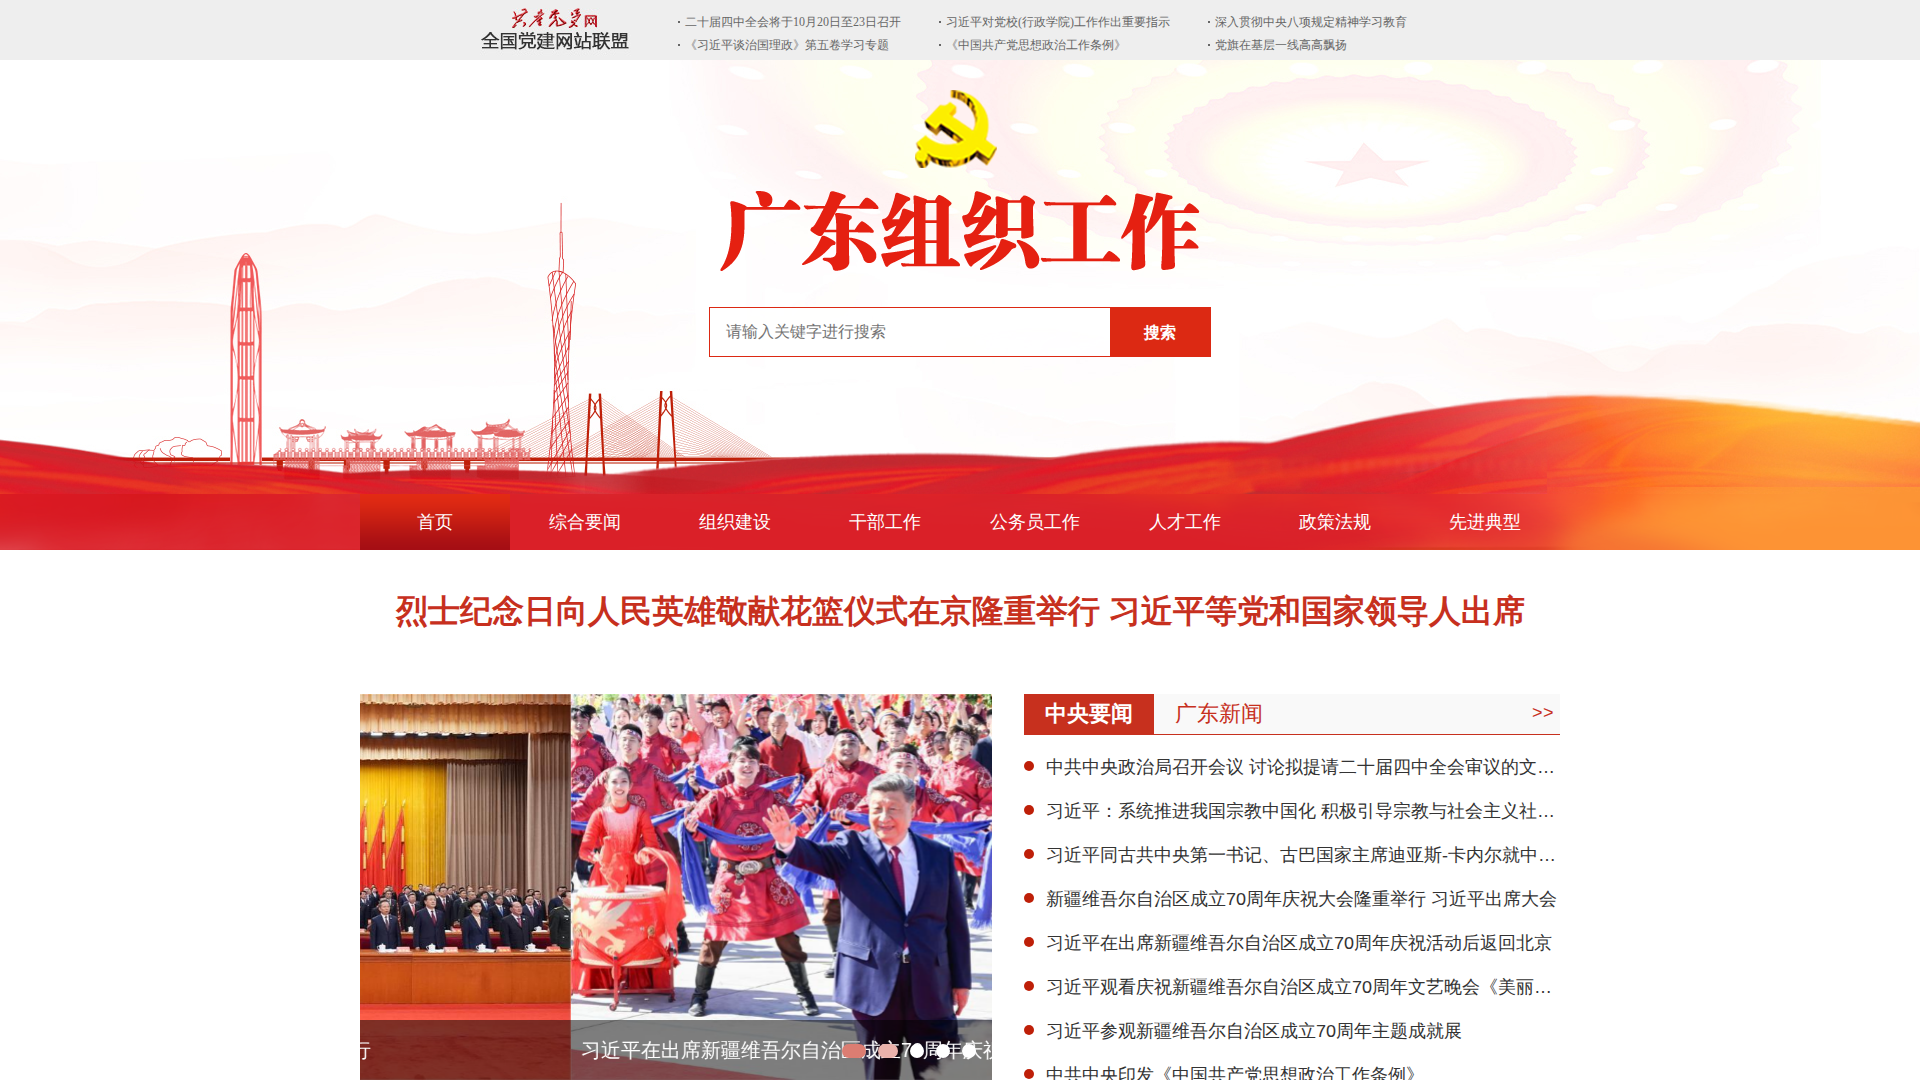 共产党员网
全国党建网站联盟
· 二十届四中全会将于10月20日至23日召开
· 习近平对党校(行政学院)工作作出重要指示
· 深入贯彻中央八项规定精神学习教育
· 《习近平谈治国理政》第五卷学习专题
· 《中国共产党思想政治工作条例》
· 党旗在基层一线高高飘扬
广东组织工作
请输入关键字进行搜索
搜索
首页 综合要闻 组织建设 干部工作 公务员工作 人才工作 政策法规 先进典型
烈士纪念日向人民英雄敬献花篮仪式在京隆重举行 习近平等党和国家领导人出席
行
习近平在出席新疆维吾尔自治区成立70周年庆祝
中央要闻 广东新闻 >>
中共中央政治局召开会议 讨论拟提请二十届四中全会审议的文…
习近平：系统推进我国宗教中国化 积极引导宗教与社会主义社…
习近平同古共中央第一书记、古巴国家主席迪亚斯-卡内尔就中…
新疆维吾尔自治区成立70周年庆祝大会隆重举行 习近平出席大会
习近平在出席新疆维吾尔自治区成立70周年庆祝活动后返回北京
习近平观看庆祝新疆维吾尔自治区成立70周年文艺晚会《美丽…
习近平参观新疆维吾尔自治区成立70周年主题成就展
中共中央印发《中国共产党思想政治工作条例》